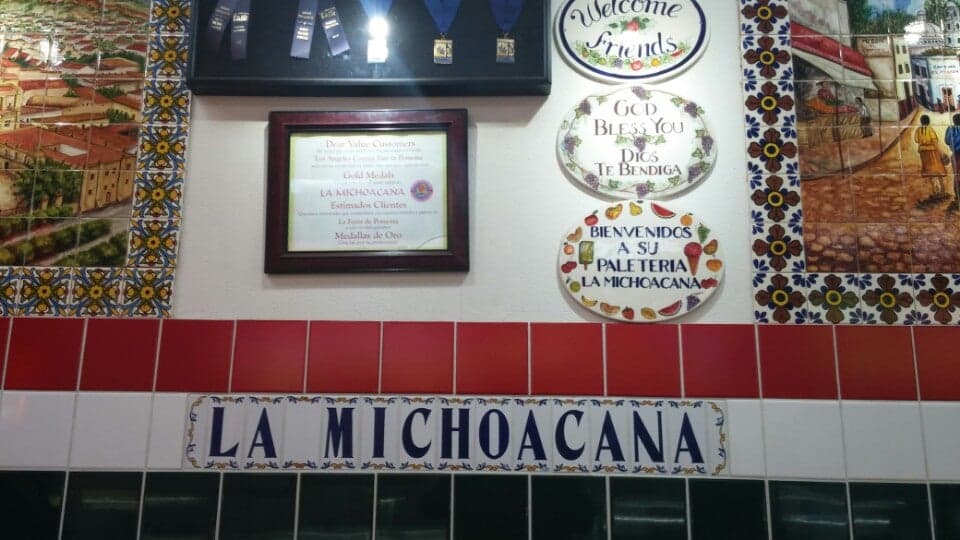 Welcome
friends
GOD
BLESS YOU
DIOS
TE BENDIGA
BIENVENIDOS
A SU
PALETERIA
LA MICHOACANA
Dear Value Customers
Los Angeles County Fair in Pomona
Gold Medals
LA MICHOACANA
Estimados Clientes
La Feria de Pomona
Medallas de Oro
LA MICHOACANA